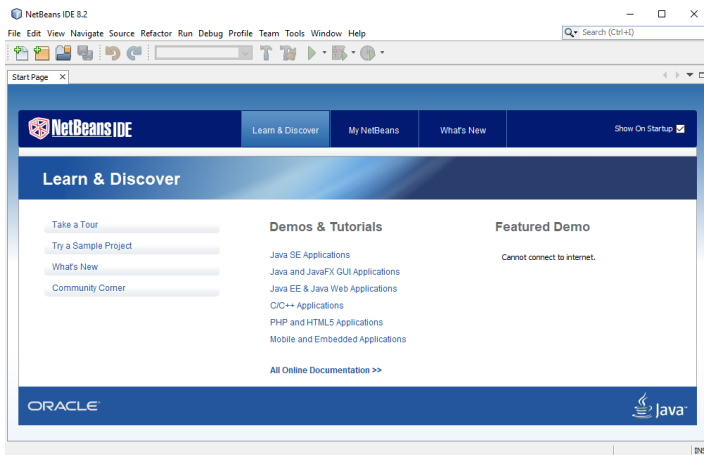 NetBeans IDE 8.2
File Edit View Navigate Source Refactor Run Debug Profile Team Tools Window Help
Search (Ctrl+I)
Start Page
NetBeans IDE
Learn & Discover
My NetBeans
What's New
Show On Startup
Learn & Discover
Take a Tour
Try a Sample Project
What's New
Community Corner
Demos & Tutorials
Java SE Applications
Java and JavaFX GUI Applications
Java EE & Java Web Applications
C/C++ Applications
PHP and HTML5 Applications
Mobile and Embedded Applications
All Online Documentation >>
Featured Demo
Cannot connect to internet.
ORACLE
Java
INS